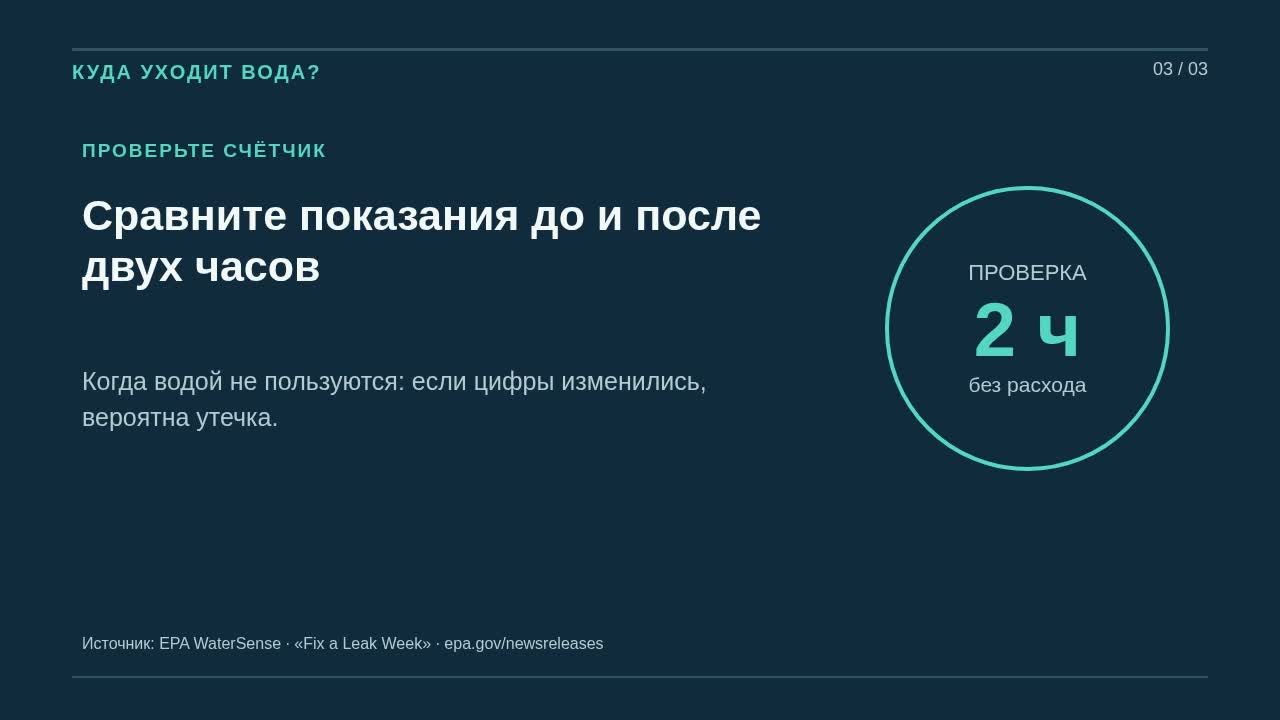 КУДА УХОДИТ ВОДА?
03 / 03
ПРОВЕРЬТЕ СЧЁТЧИК
Сравните показания до и после
двух часов
Когда водой не пользуются: если цифры изменились,
вероятна утечка.
ПРОВЕРКА
2 ч
без расхода
Источник: EPA WaterSense · «Fix a Leak Week» · epa.gov/newsreleases